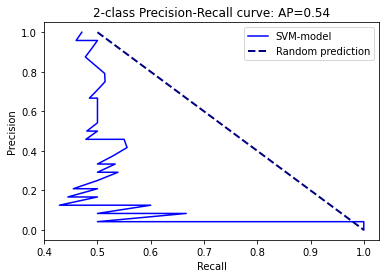 2-class Precision-Recall curve: AP=0.54
SVM-model
Random prediction
Precision
1.0
0.8
0.6
0.4
0.2
0.0
0.4 0.5 0.6 0.7 0.8 0.9 1.0
Recall